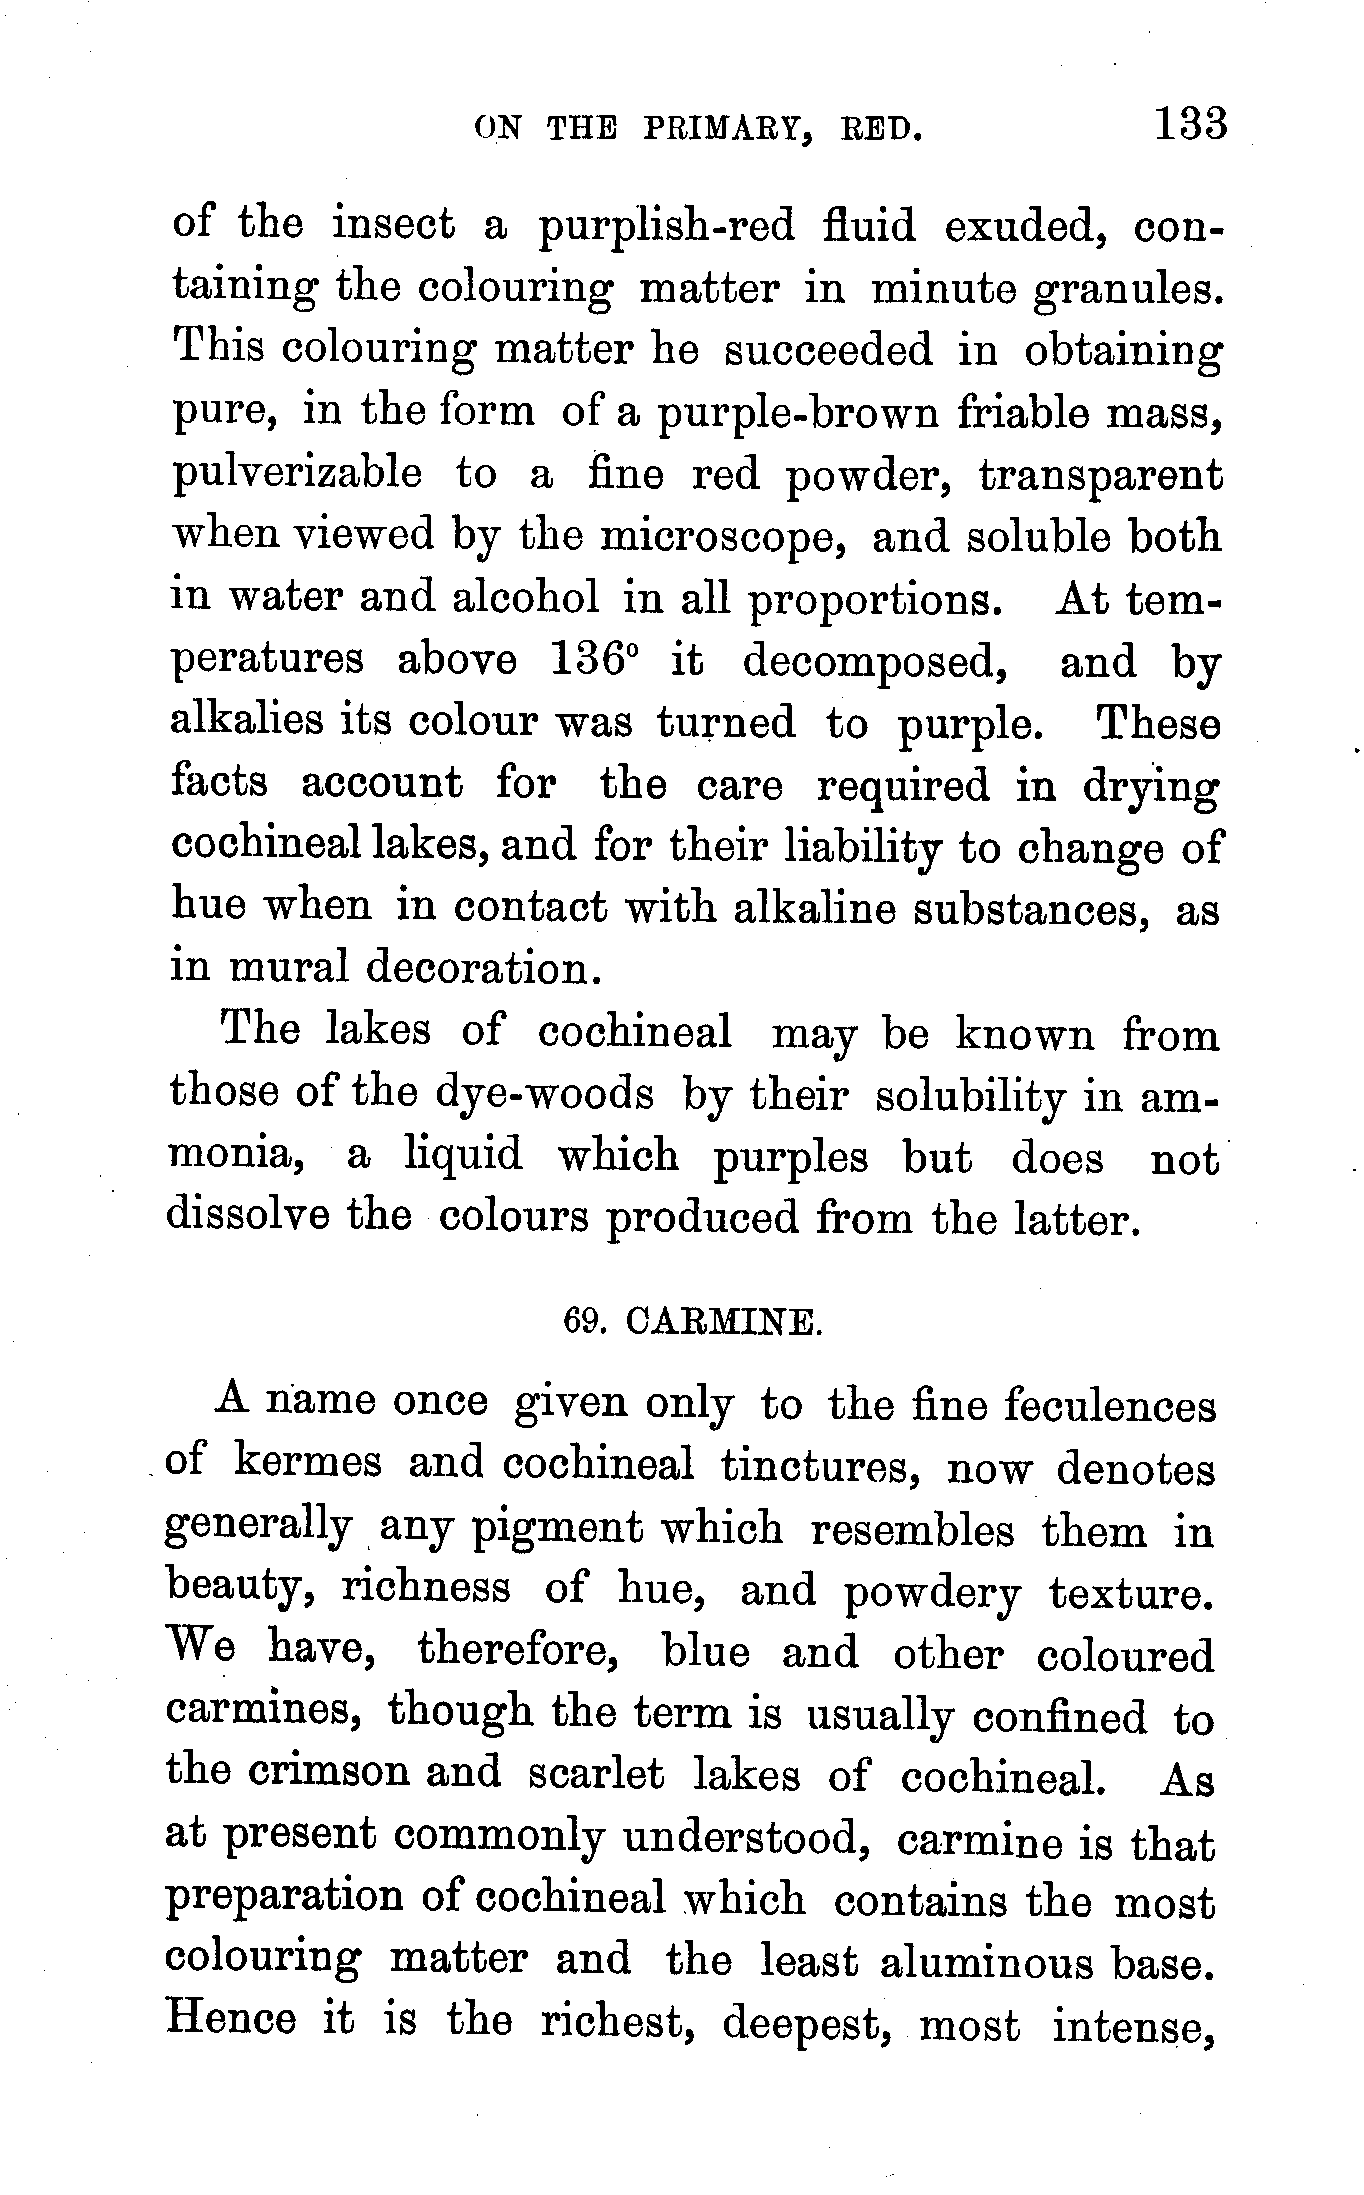 ON THE PRIMARY, RED. 133
of the insect a purplish-red fluid exuded, con-
taining the colouring matter in minute granules.
This colouring matter he succeeded in obtaining
pure, in the form of a purple-brown friable mass,
pulverizable to a fine red powder, transparent
when viewed by the microscope, and soluble both
in water and alcohol in all proportions. At tem-
peratures above 136° it decomposed, and by
alkalies its colour was turned to purple. These
facts account for the care required in drying
cochineal lakes, and for their liability to change of
hue when in contact with alkaline substances, as
in mural decoration.
The lakes of cochineal may be known from
those of the dye-woods by their solubility in am-
monia, a liquid which purples but does not
dissolve the colours produced from the latter.
69. CARMINE.
A name once given only to the fine feculences
of kermes and cochineal tinctures, now denotes
generally any pigment which resembles them in
beauty, richness of hue, and powdery texture.
We have, therefore, blue and other coloured
carmines, though the term is usually confined to
the crimson and scarlet lakes of cochineal. As
at present commonly understood, carmine is that
preparation of cochineal which contains the most
colouring matter and the least aluminous base.
Hence it is the richest, deepest, most intense,